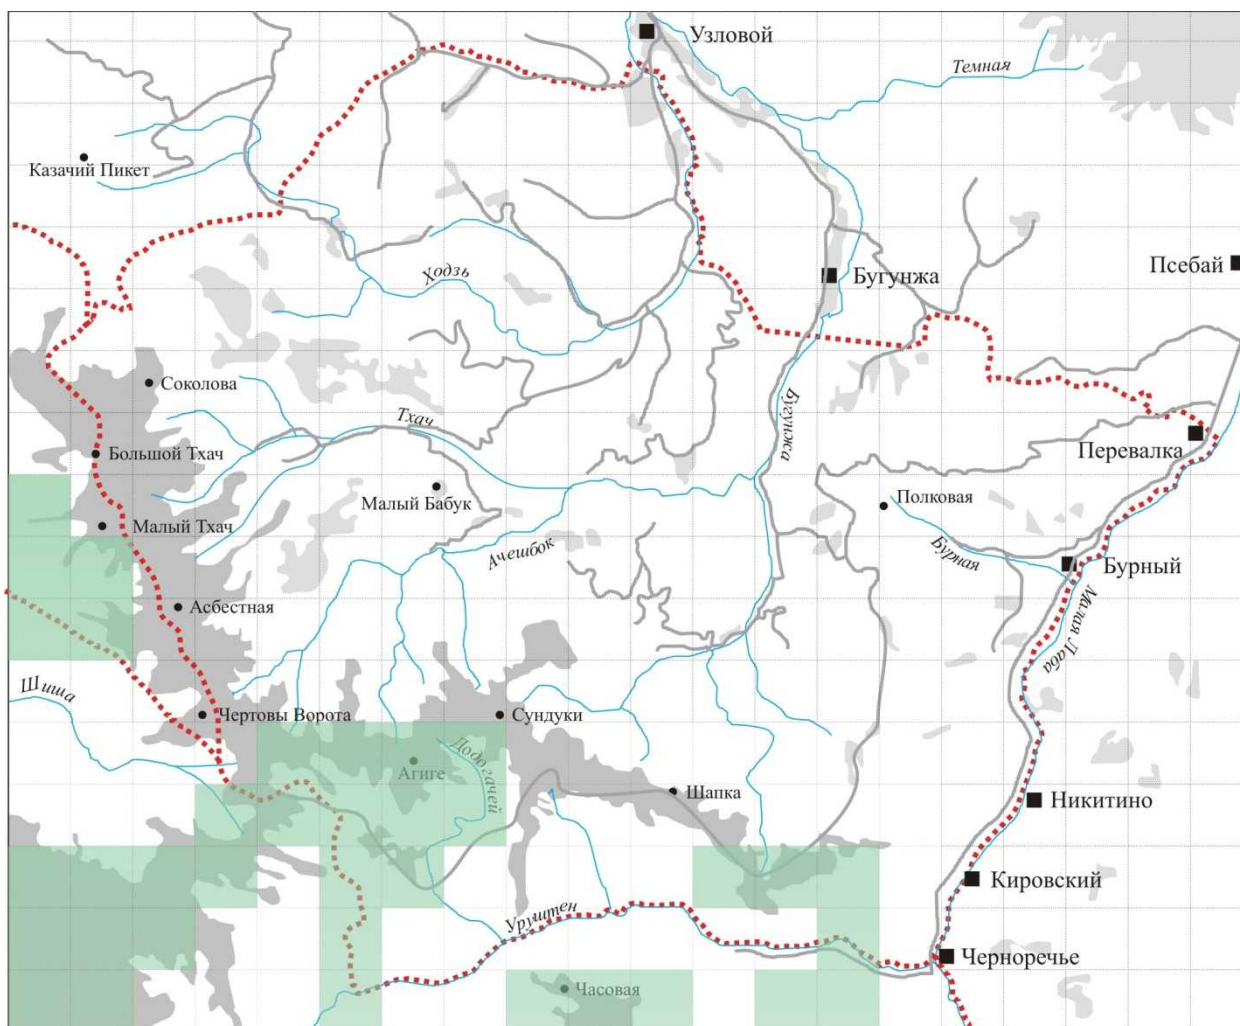 Узловой
Темная
Казачий Пикет
Ходзь
Бугунжа
Псебай
Соколова
Тхач
Бугунжа
Большой Тхач
Перевалка
Малый Бабук
Полковая
Малый Тхач
Ачешбок
Бурная
Бурный
Асбестная
Малая Лаба
Шиша
Чертовы Ворота
Сундуки
Додогачей
Агиге
Шапка
Никитино
Кировский
Уруштен
Черноречье
Часовая